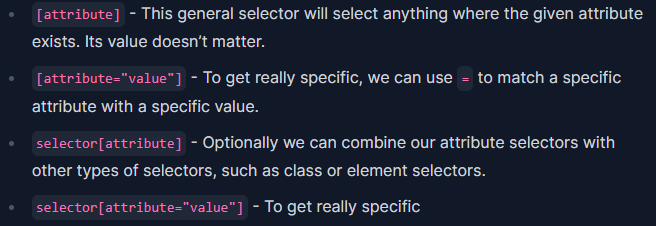 [attribute] - This general selector will select anything where the given attribute
exists. Its value doesn’t matter.
[attribute="value"] - To get really specific, we can use = to match a specific
attribute with a specific value.
selector[attribute] - Optionally we can combine our attribute selectors with
other types of selectors, such as class or element selectors.
selector[attribute="value"] - To get really specific